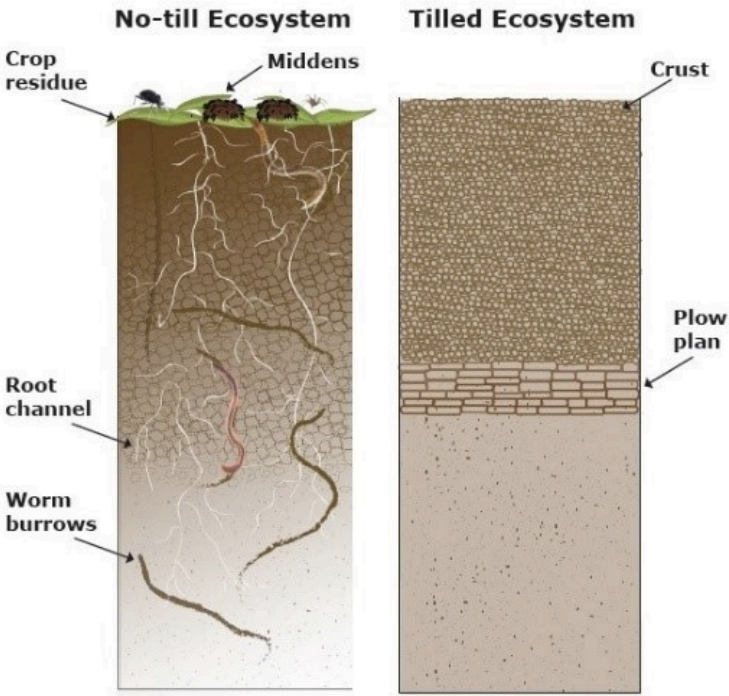 No-till Ecosystem
Tilled Ecosystem
Crop
residue
Middens
Crust
Plow
plan
Root
channel
Worm
burrows